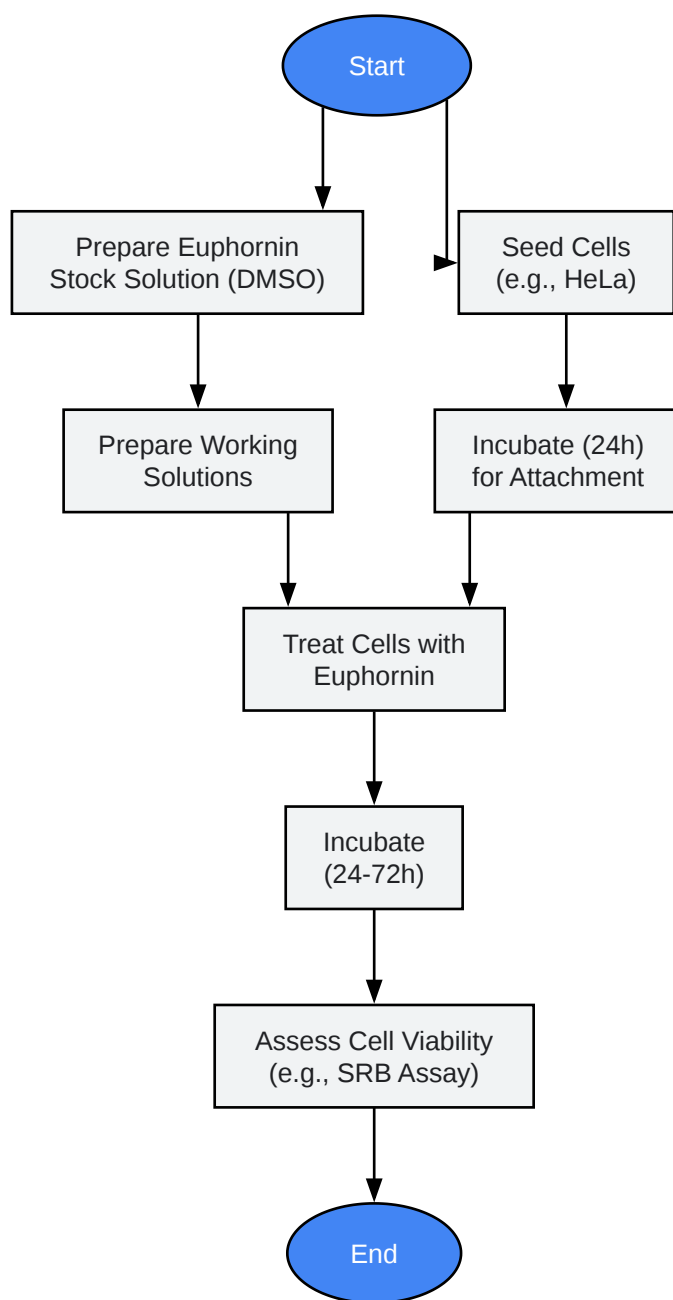 Start
Prepare Euphornin
Stock Solution (DMSO)
Seed Cells
(e.g., HeLa)
Prepare Working
Solutions
Incubate (24h)
for Attachment
Treat Cells with
Euphornin
Incubate
(24-72h)
Assess Cell Viability
(e.g., SRB Assay)
End